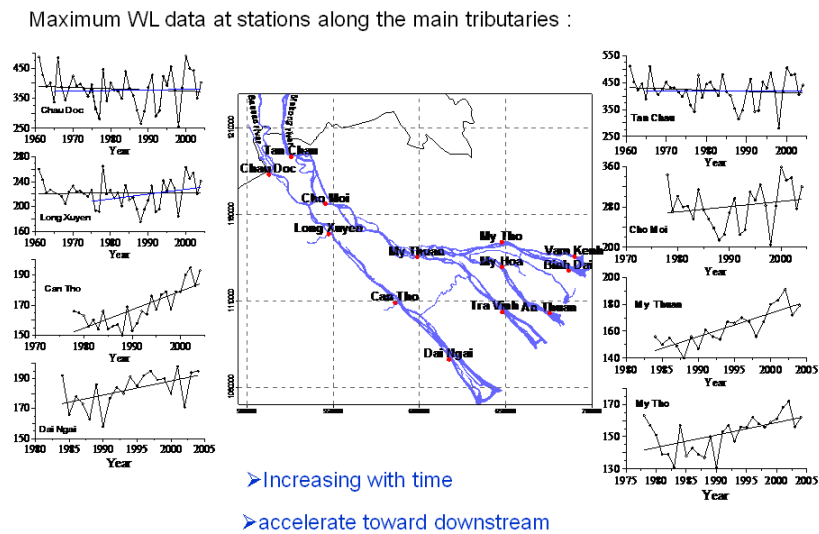 Maximum WL data at stations along the main tributaries :
450
350
250
Chau Doc
1960 1970 1980 1990 2000
Year
280
240
200
160
Long Xuyen
1960 1970 1980 1990 2000
Year
Can Tho
210
190
170
150
1970 1980 1990 2000
Year
210
190
170
150
Dai Ngai
1980 1985 1990 1995 2000 2005
Year
Tan Chau
Chau Doc
Cho Moi
Long Xuyen
My Thuan
My Tho
Vam Kenh
My Hoa
Binh Dai
Can Tho
Tra Vinh
An Thuan
Dai Ngai
550
450
350
250
Tan Chau
1960 1970 1980 1990 2000
Year
360
280
200
Cho Moi
1970 1975 1980 1985 1990 1995 2000 2005
Year
200
180
160
140
My Thuan
1980 1985 1990 1995 2000 2005
Year
170
150
130
My Tho
1975 1980 1985 1990 1995 2000 2005
Year
➢Increasing with time
➢accelerate toward downstream